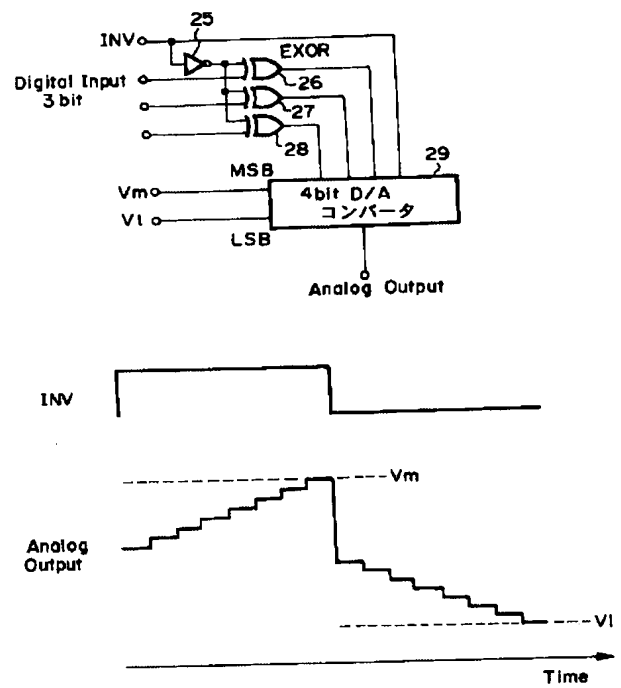 25
INV
EXOR
Digital Input
3 bit
26
27
28
29
MSB
Vm
4bit D/A
コンバータ
Vl
LSB
Analog Output
INV
Vm
Analog
Output
Vl
Time